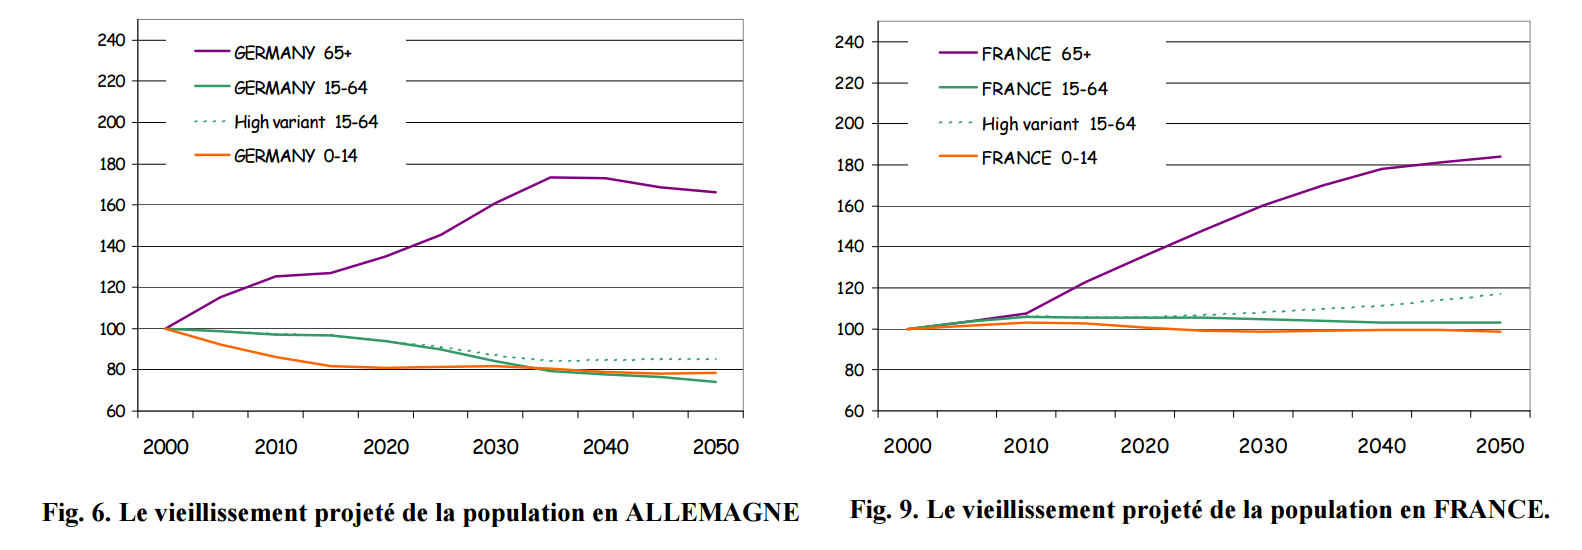 240
220
200
180
160
140
120
100
80
60
GERMANY 65+
GERMANY 15-64
High variant 15-64
GERMANY 0-14
2000 2010 2020 2030 2040 2050
Fig. 6. Le vieillissement projeté de la population en ALLEMAGNE
240
220
200
180
160
140
120
100
80
60
FRANCE 65+
FRANCE 15-64
High variant 15-64
FRANCE 0-14
2000 2010 2020 2030 2040 2050
Fig. 9. Le vieillissement projeté de la population en FRANCE.